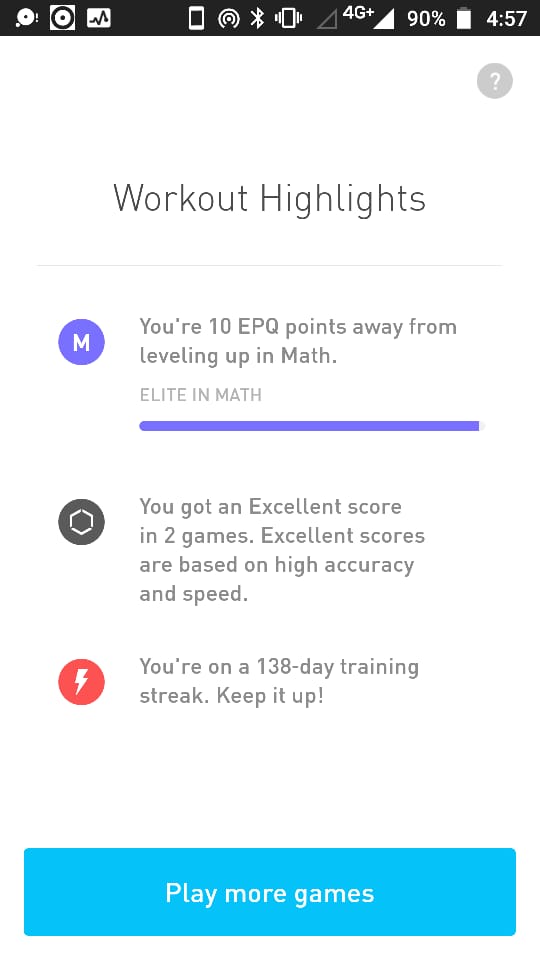 4G+ 90% 4:57
?
Workout Highlights
M
You're 10 EPQ points away from
leveling up in Math.
ELITE IN MATH
You got an Excellent score
in 2 games. Excellent scores
are based on high accuracy
and speed.
You're on a 138-day training
streak. Keep it up!
Play more games